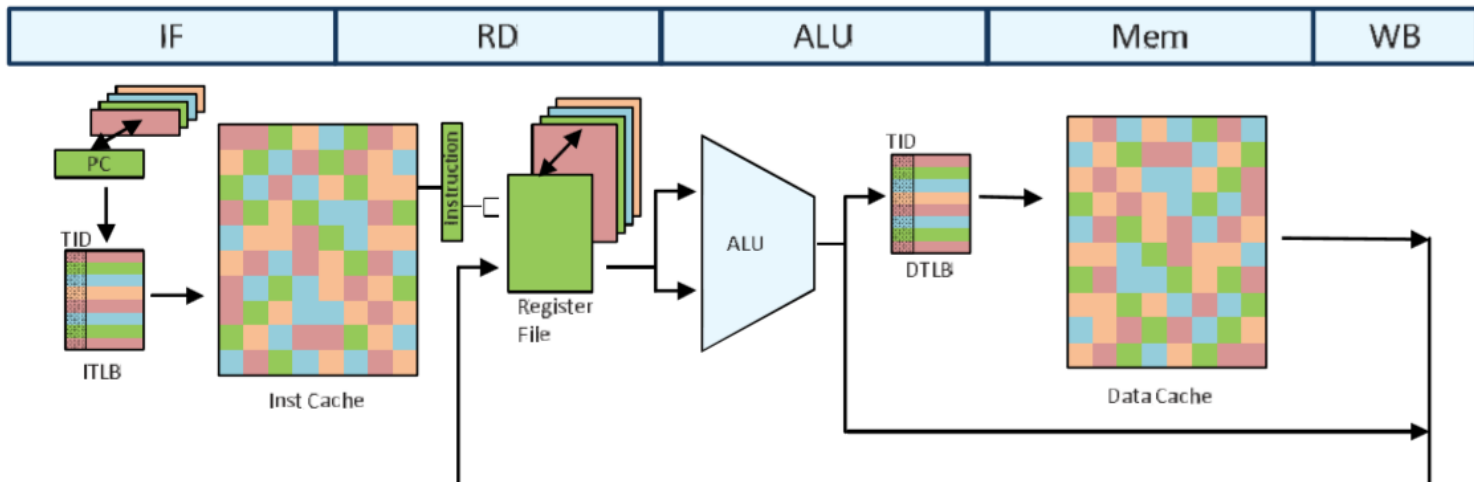 IF RD ALU Mem WB
PC
TID
ITLB
Inst Cache
Instruction
Register
File
ALU
TID
DTLB
Data Cache